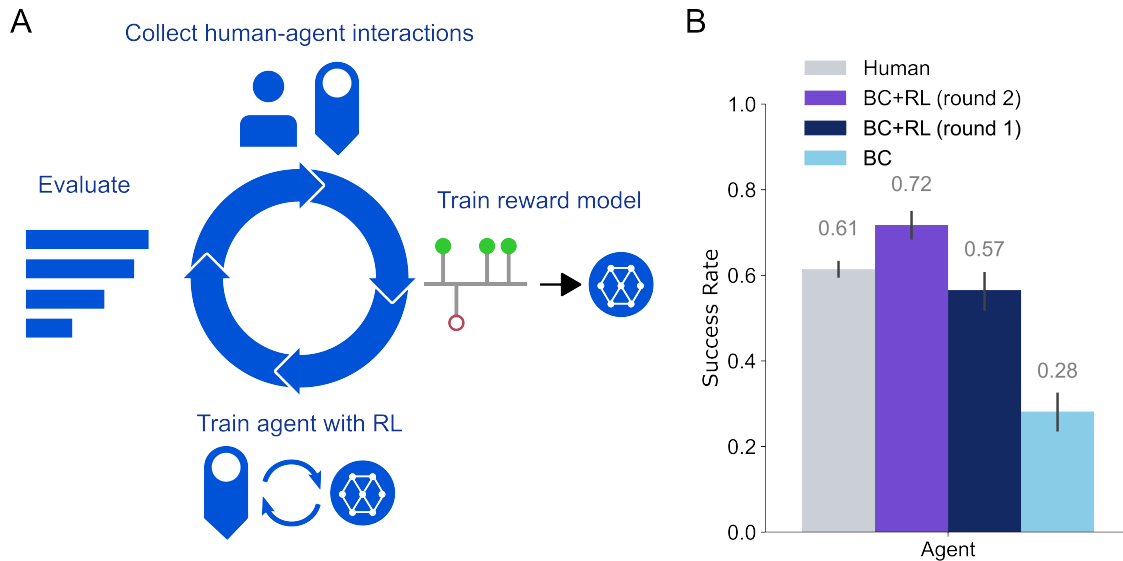 A
Collect human-agent interactions
Evaluate
Train reward model
Train agent with RL
B
Human
BC+RL (round 2)
BC+RL (round 1)
BC
1.0
0.8
0.6
0.4
0.2
0.0
Success Rate
0.61
0.72
0.57
0.28
Agent